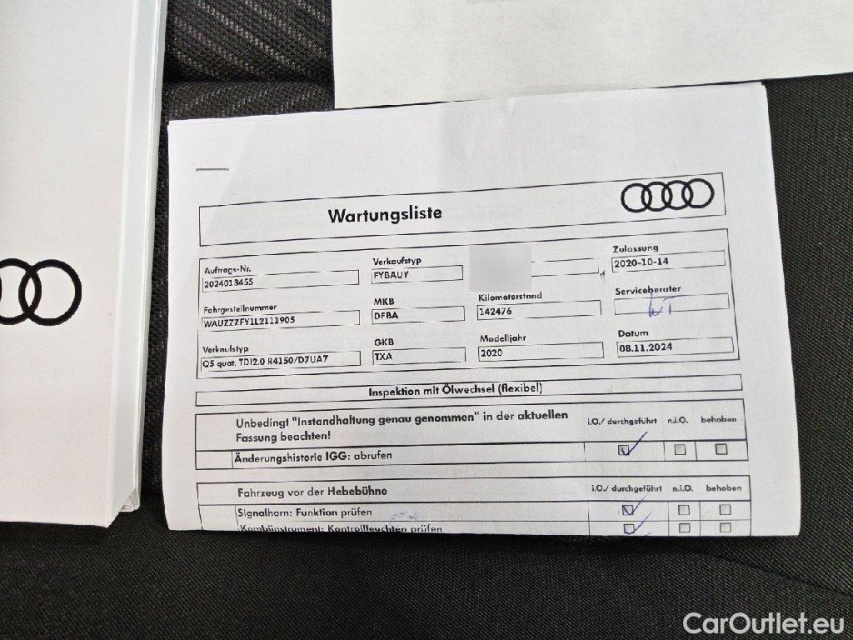 Wartungsliste
Auftrags-Nr.
2024013455
Verkaufstyp
FYBAUY
Zulassung
2020-10-14
Fahrgestellnummer
WAUZZZFY1L2111905
MKB
DFBA
Kilometerstand
142476
Serviceberater
Verkaufstyp
Q5 quat. TDI2.0 R4150/D7UA7
GKB
TXA
Modelljahr
2020
Datum
08.11.2024
Inspektion mit Ölwechsel (flexibel)
Unbedingt "Instandhaltung genau genommen" in der aktuellen
Fassung beachten!
i.O./ durchgeführt n.i.O. behoben
Änderungshistorie IGG: abrufen
Fahrzeug vor der Hebebühne i.O./ durchgeführt n.i.O. behoben
Signalhorn: Funktion prüfen
Kombiinstrument: Kontrolleuchten prüfen
CarOutlet.eu